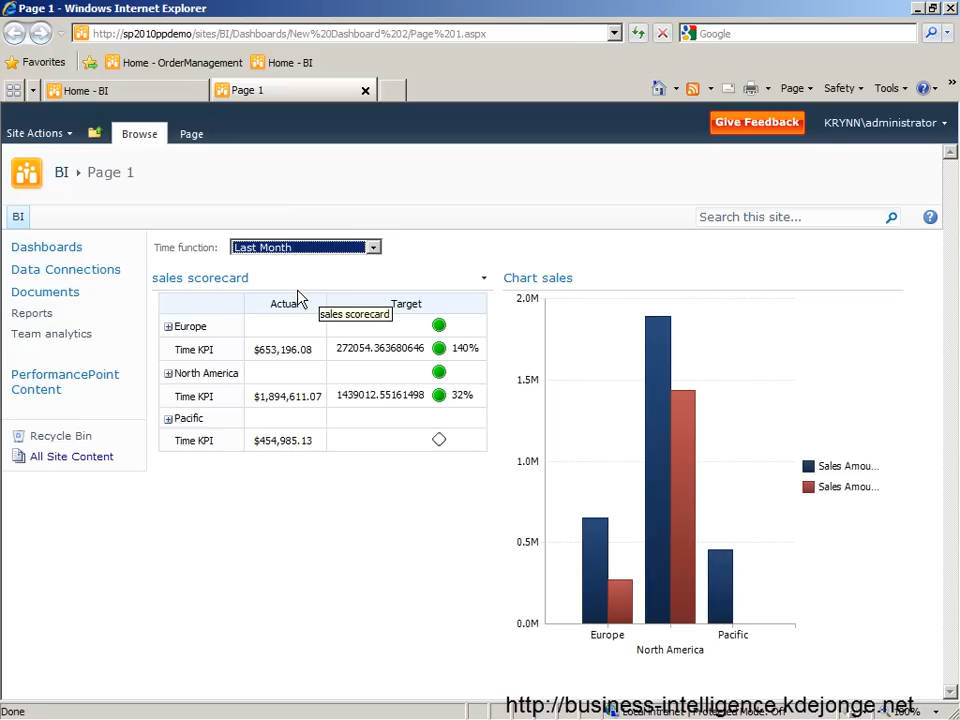 Page 1 - Windows Internet Explorer
http://sp2010ppdemo/sites/BI/Dashboards/New%20Dashboard%202/Page%201.aspx
Google
Favorites
Home - OrderManagement
Home - BI
Home - BI
Page 1
Page
Safety
Tools
Site Actions
Browse
Page
Give Feedback
KRYNN\administrator
BI
Page 1
BI
Search this site...
Dashboards
Data Connections
Documents
Reports
Team analytics
PerformancePoint
Content
Recycle Bin
All Site Content
Time function:
Last Month
sales scorecard
Actual
Target
sales scorecard
Europe
Time KPI
$653,196.08
272054.363680646
140%
North America
Time KPI
$1,894,611.07
1439012.55161498
32%
Pacific
Time KPI
$454,985.13
Chart sales
2.0M
1.5M
1.0M
0.5M
0.0M
Europe
North America
Pacific
Sales Amou...
Sales Amou...
http://business-intelligence.kdejonge.net
Done
Local intranet | Protected Mode: Off
100%